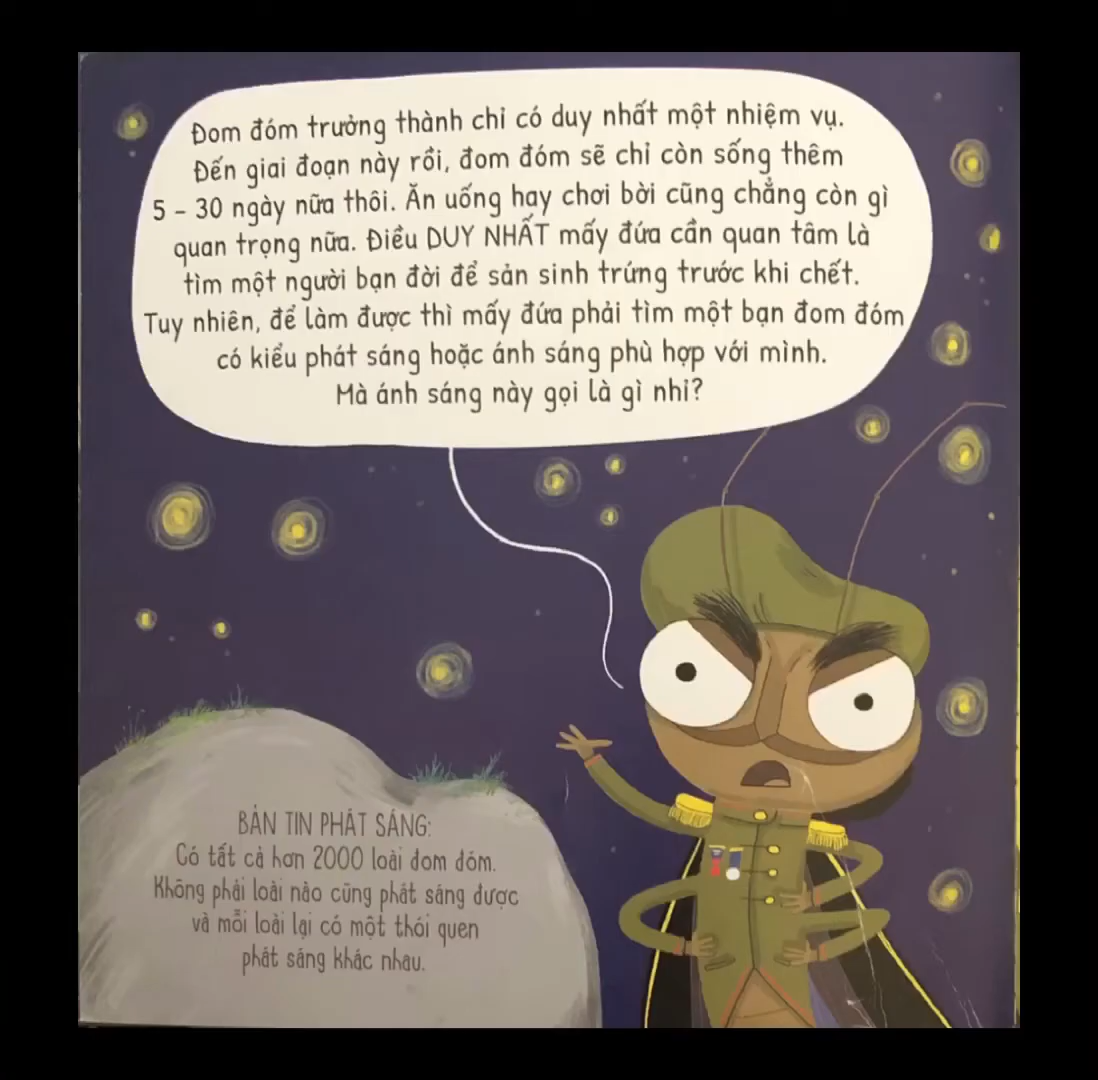 Đom đóm trưởng thành chỉ có duy nhất một nhiệm vụ.
Đến giai đoạn này rồi, đom đóm sẽ chỉ còn sống thêm
5 – 30 ngày nữa thôi. Ăn uống hay chơi bời cũng chẳng còn gì
quan trọng nữa. Điều DUY NHẤT mấy đứa cần quan tâm là
tìm một người bạn đời để sản sinh trứng trước khi chết.
Tuy nhiên, để làm được thì mấy đứa phải tìm một bạn đom đóm
có kiểu phát sáng hoặc ánh sáng phù hợp với mình.
Mà ánh sáng này gọi là gì nhỉ?
BẢN TIN PHÁT SÁNG:
Có tất cả hơn 2000 loài đom đóm.
Không phải loài nào cũng phát sáng được
và mỗi loài lại có một thói quen
phát sáng khác nhau.